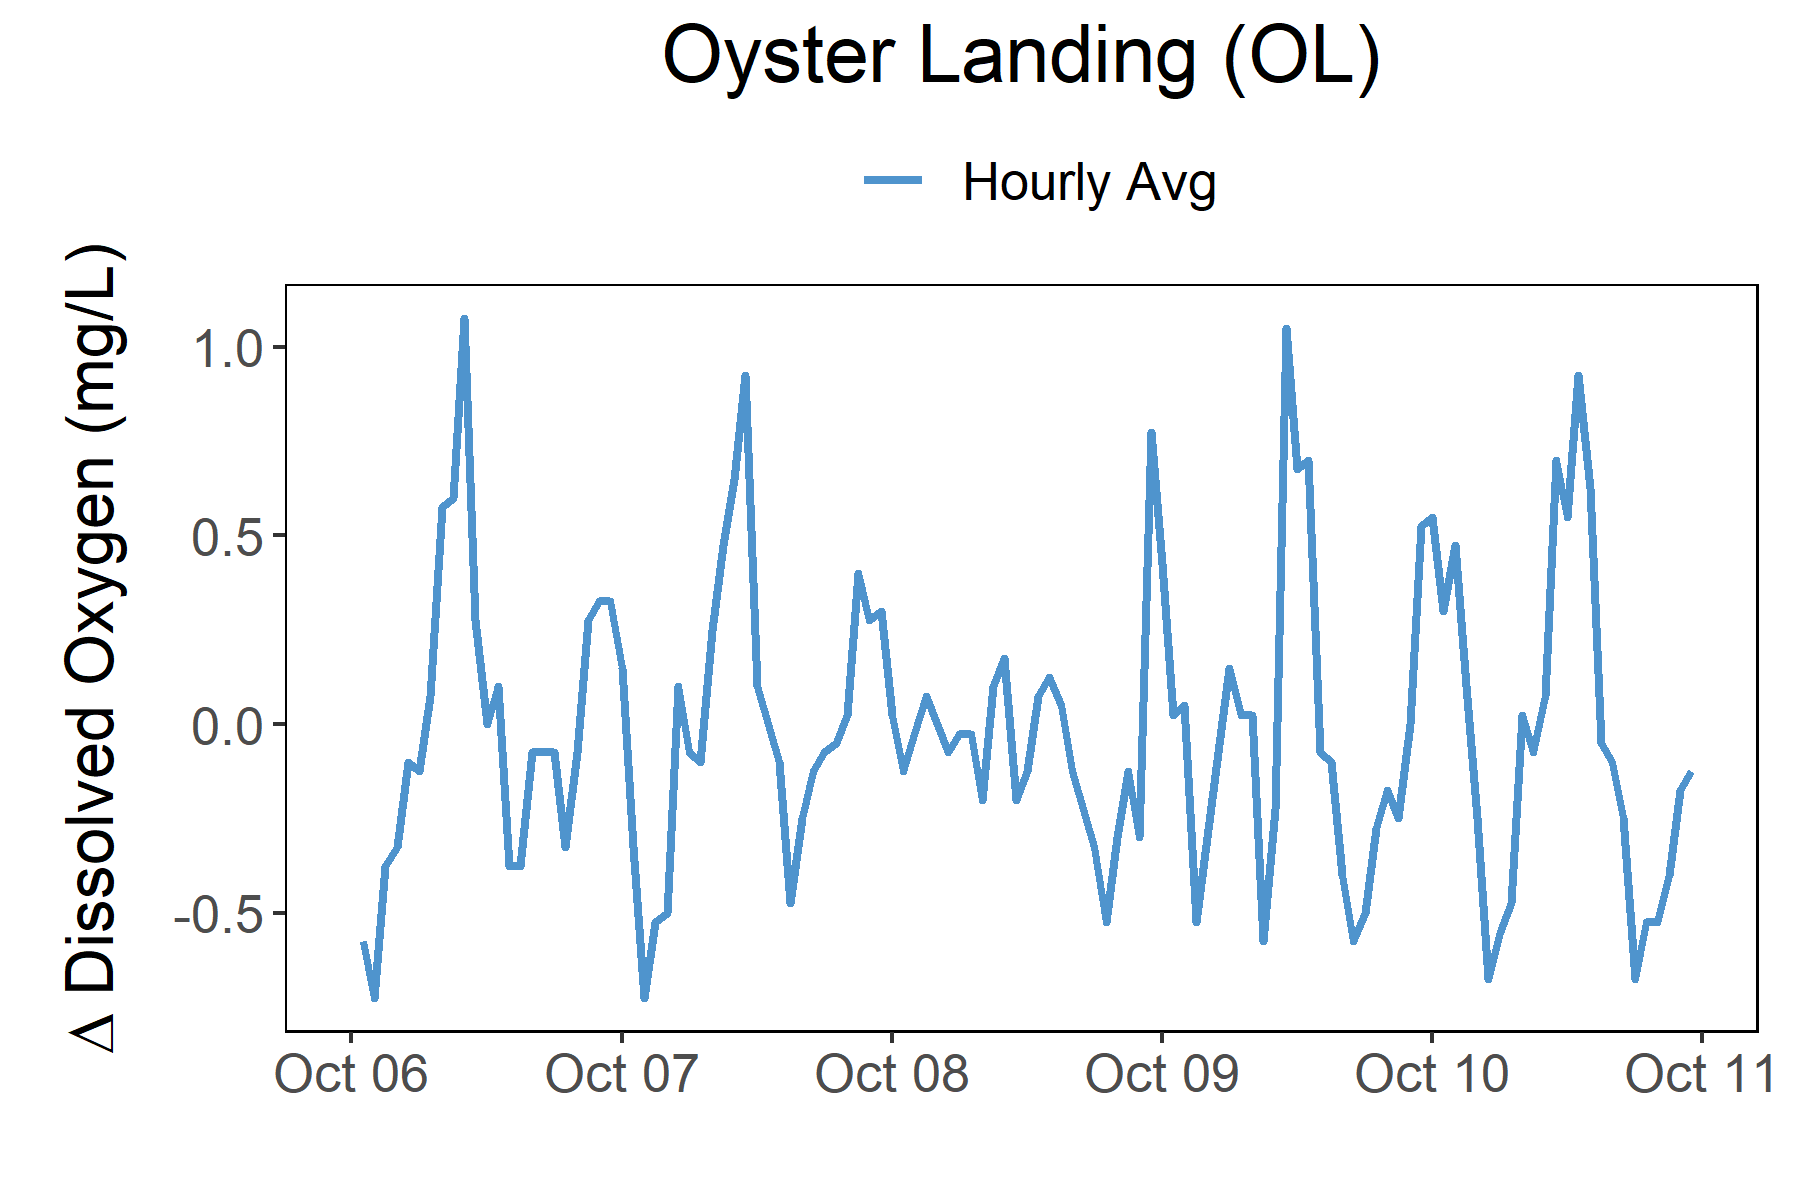 Oyster Landing (OL)
Hourly Avg
Δ Dissolved Oxygen (mg/L)
1.0
0.5
0.0
-0.5
Oct 06 Oct 07 Oct 08 Oct 09 Oct 10 Oct 11